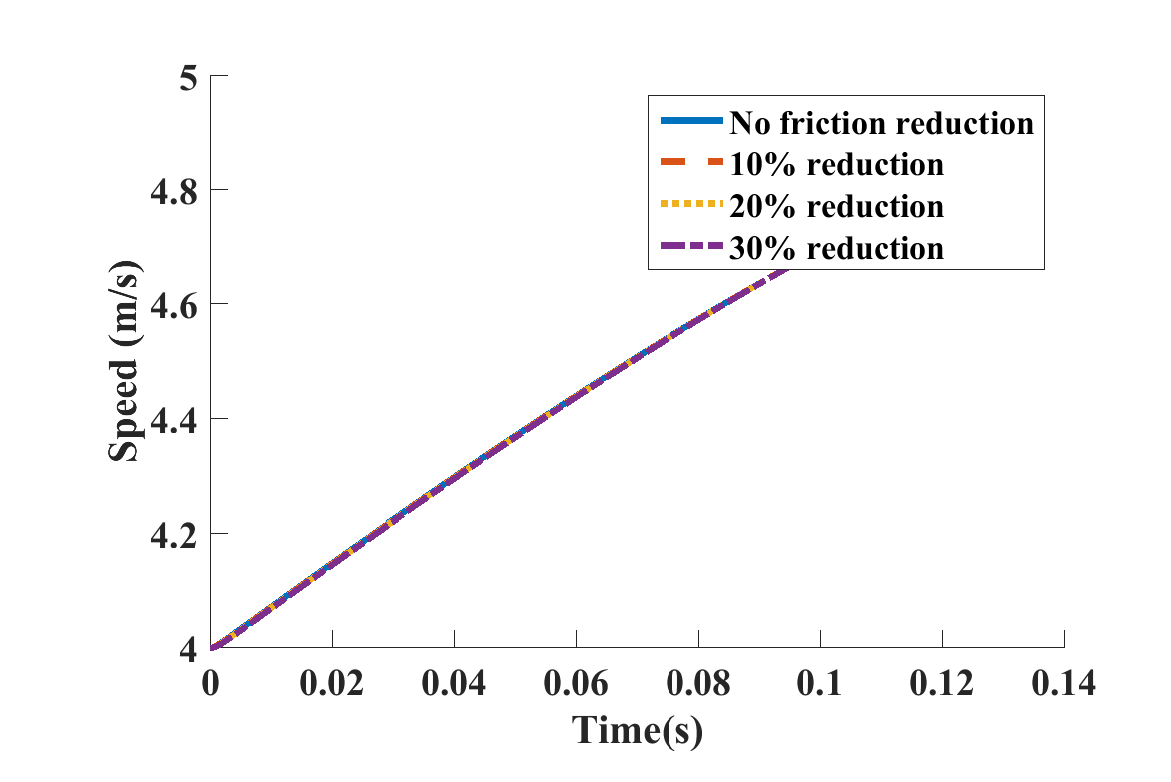 5
4.8
4.6
4.4
4.2
4
Speed (m/s)
No friction reduction
10% reduction
20% reduction
30% reduction
0 0.02 0.04 0.06 0.08 0.1 0.12 0.14
Time(s)